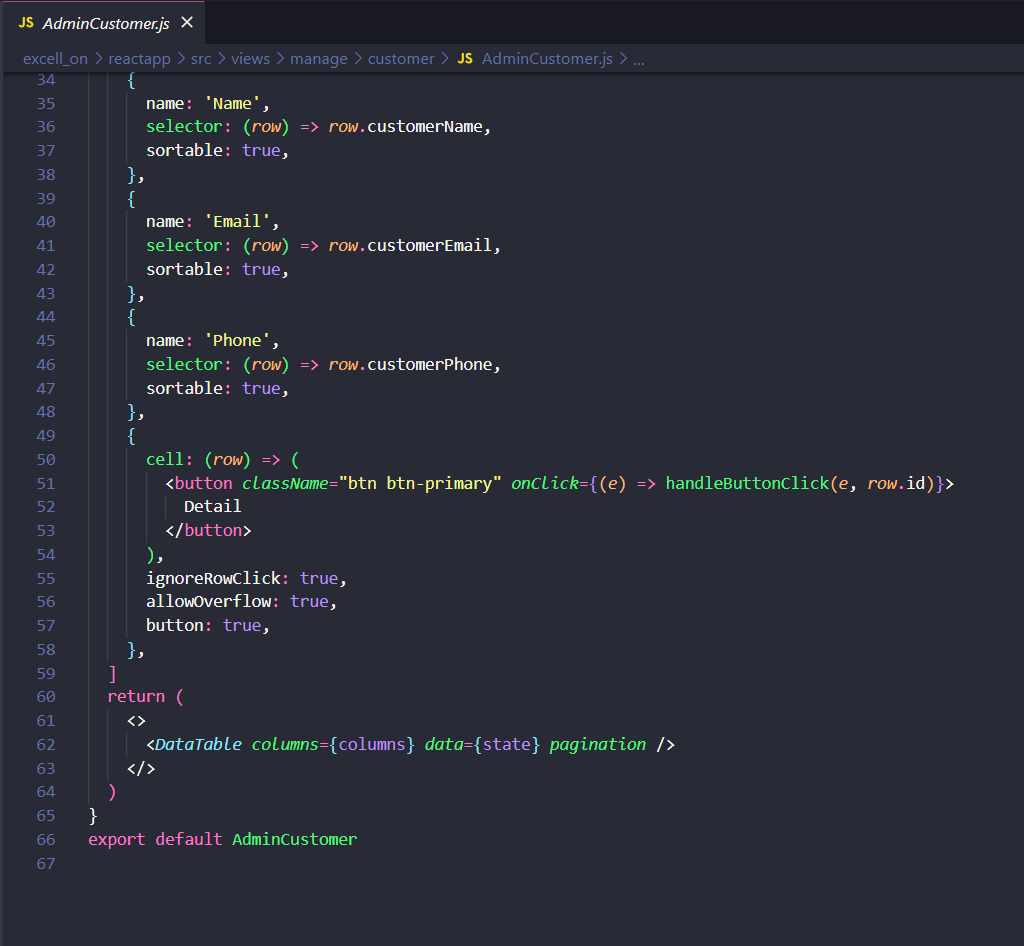 JS AdminCustomer.js ✕
excell_on > reactapp > src > views > manage > customer > JS AdminCustomer.js > ...
34 {
35 name: 'Name',
36 selector: (row) => row.customerName,
37 sortable: true,
38 },
39 {
40 name: 'Email',
41 selector: (row) => row.customerEmail,
42 sortable: true,
43 },
44 {
45 name: 'Phone',
46 selector: (row) => row.customerPhone,
47 sortable: true,
48 },
49 {
50 cell: (row) => (
51 <button className="btn btn-primary" onClick={(e) => handleButtonClick(e, row.id)}>
52 Detail
53 </button>
54 ),
55 ignoreRowClick: true,
56 allowOverflow: true,
57 button: true,
58 },
59 ]
60 return (
61 <>
62 <DataTable columns={columns} data={state} pagination />
63 </>
64 )
65 }
66 export default AdminCustomer
67